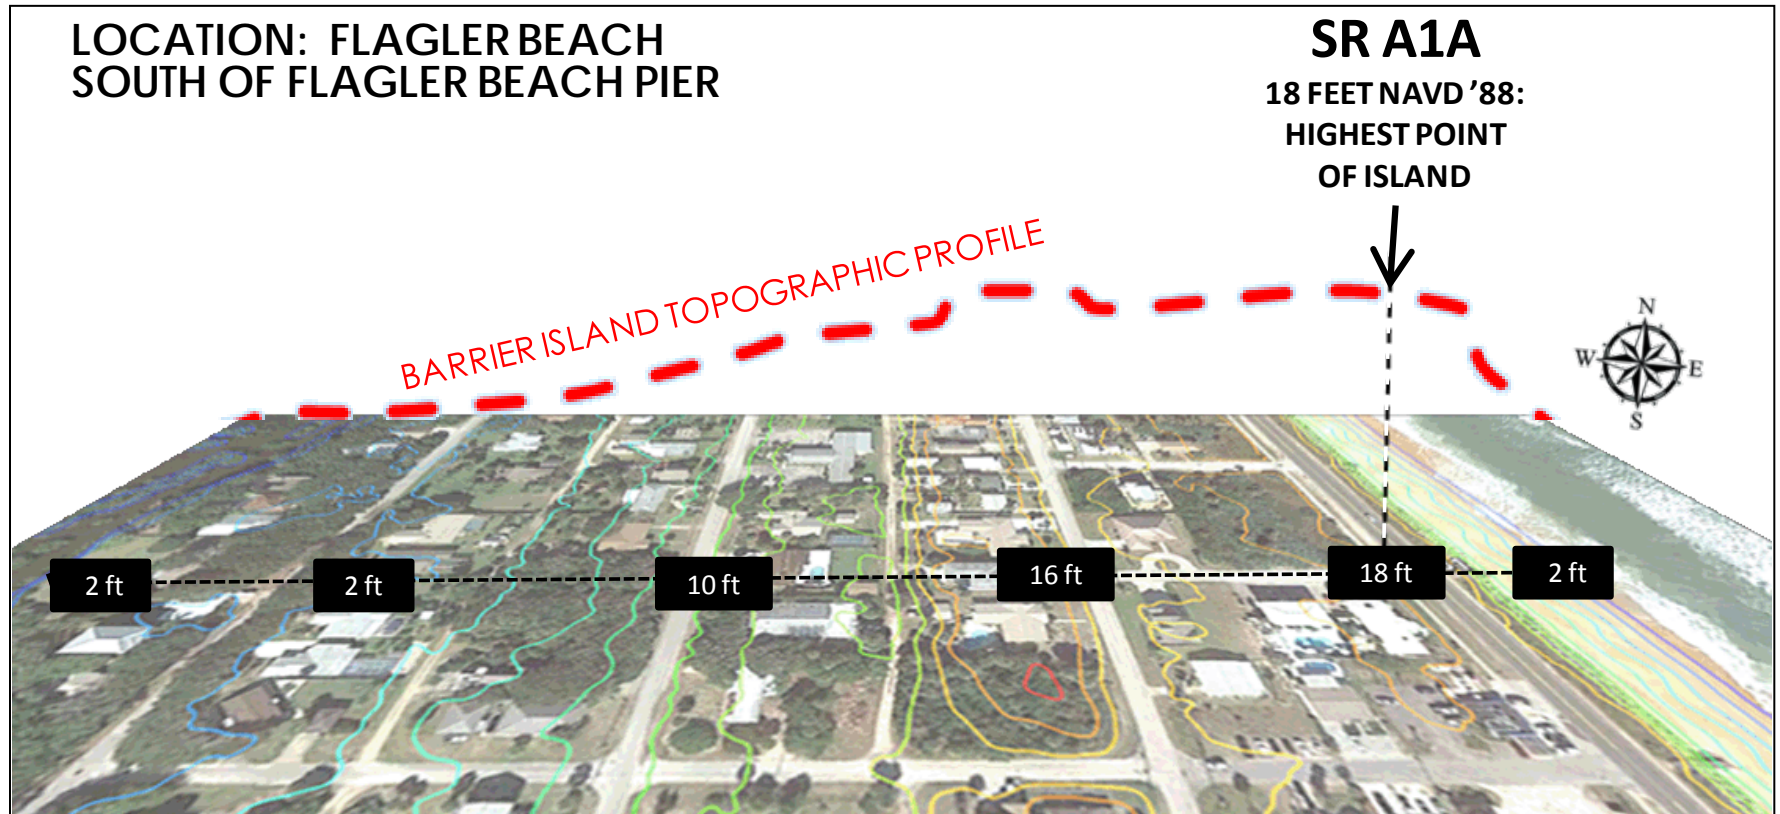 LOCATION: FLAGLER BEACH
SOUTH OF FLAGLER BEACH PIER
SR A1A
18 FEET NAVD ’88:
HIGHEST POINT
OF ISLAND
BARRIER ISLAND TOPOGRAPHIC PROFILE
N
W
E
S
2 ft
2 ft
10 ft
16 ft
18 ft
2 ft